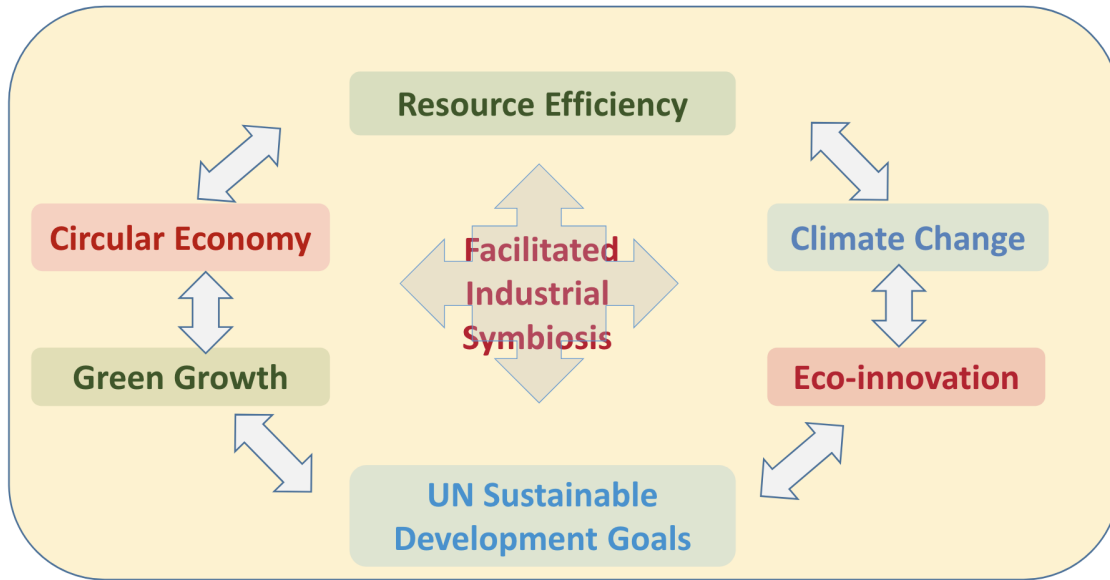 Resource Efficiency
Circular Economy
Climate Change
Facilitated
Industrial
Symbiosis
Green Growth
Eco-innovation
UN Sustainable
Development Goals